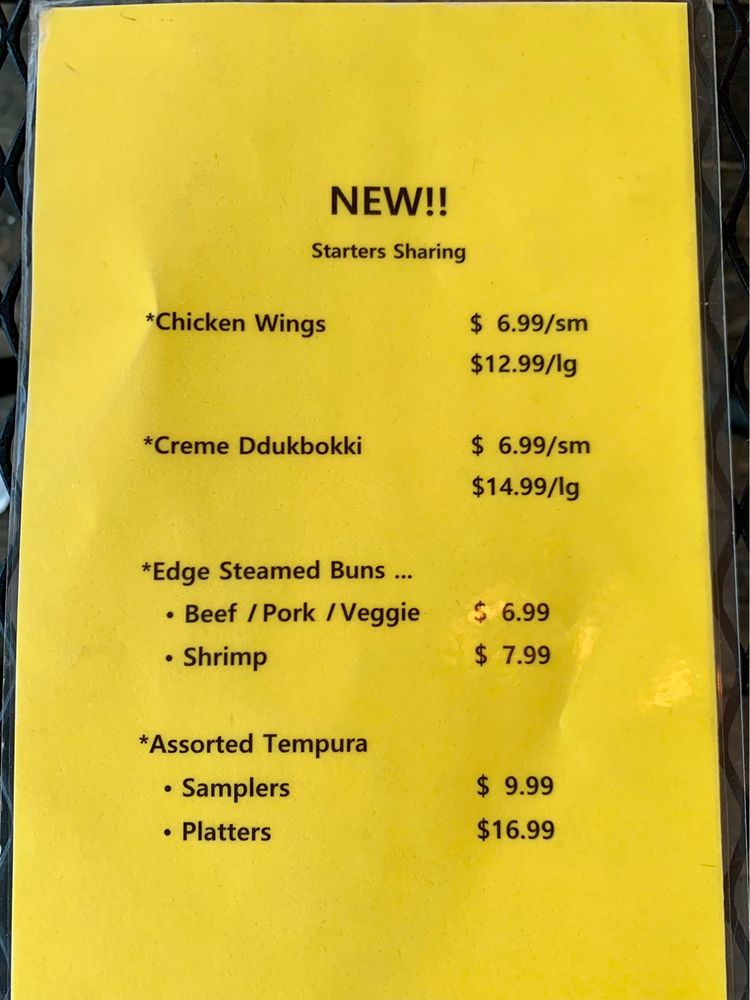 NEW!!
Starters Sharing
*Chicken Wings $ 6.99/sm
$12.99/lg
*Creme Ddukbokki $ 6.99/sm
$14.99/lg
*Edge Steamed Buns ...
• Beef / Pork / Veggie $ 6.99
• Shrimp $ 7.99
*Assorted Tempura
• Samplers $ 9.99
• Platters $16.99